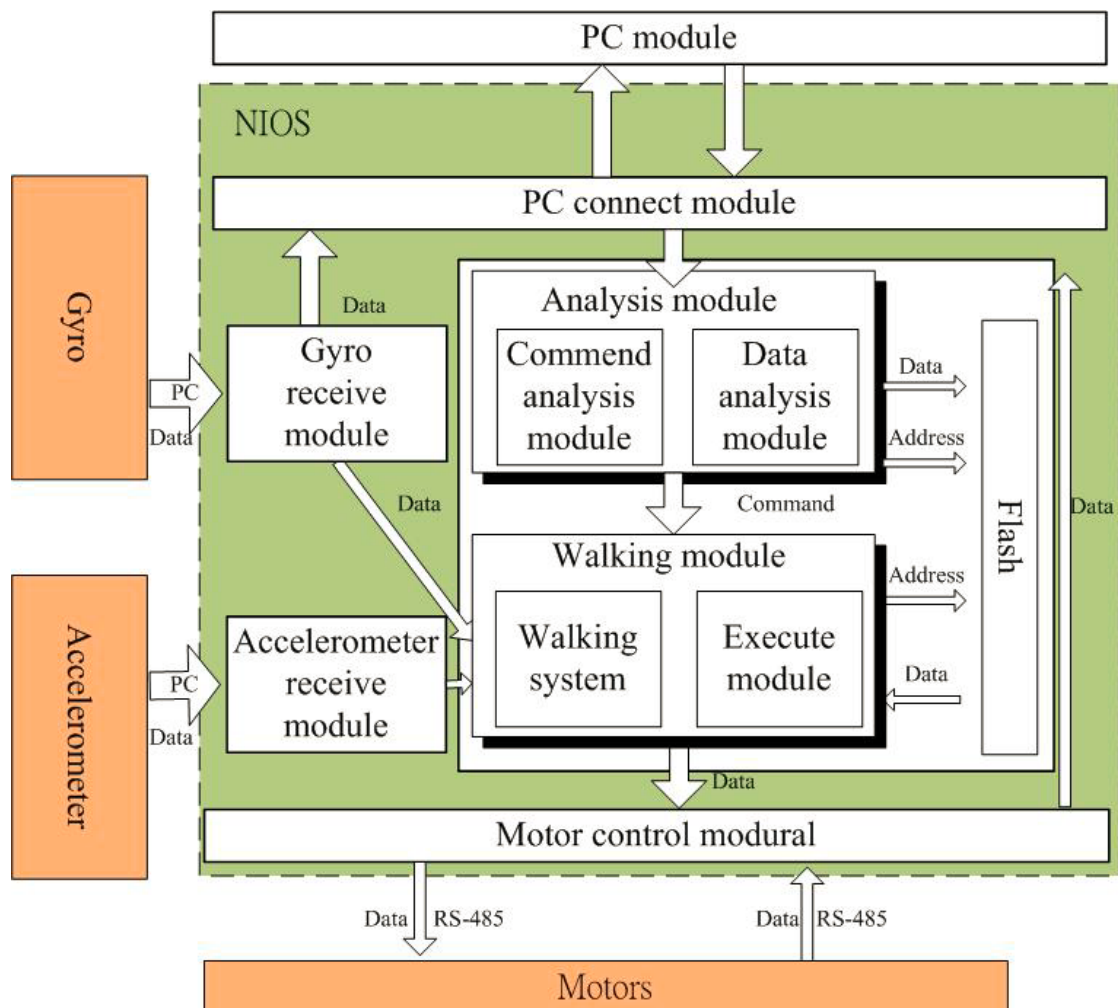 PC module
NIOS
PC connect module
Gyro
PC
Data
Data
Gyro
receive
module
Analysis module
Commend
analysis
module
Data
analysis
module
Data
Address
Flash
Data
Data
Command
Accelerometer
PC
Data
Accelerometer
receive
module
Walking module
Walking
system
Execute
module
Address
Data
Data
Motor control modural
Data
RS-485
Data
RS-485
Motors